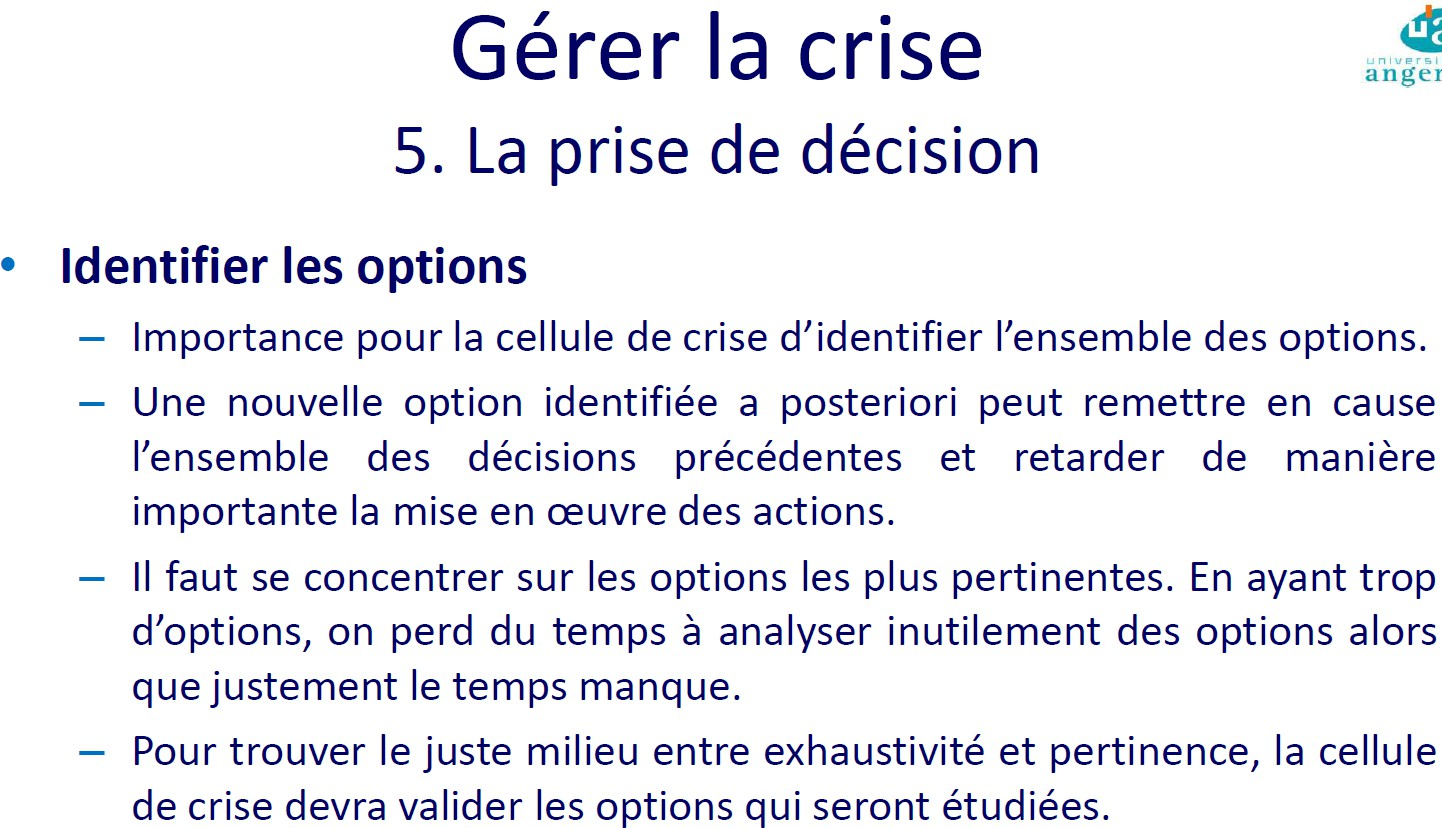 Gérer la crise
5. La prise de décision
• Identifier les options
– Importance pour la cellule de crise d’identifier l’ensemble des options.
– Une nouvelle option identifiée a posteriori peut remettre en cause
l’ensemble des décisions précédentes et retarder de manière
importante la mise en œuvre des actions.
– Il faut se concentrer sur les options les plus pertinentes. En ayant trop
d’options, on perd du temps à analyser inutilement des options alors
que justement le temps manque.
– Pour trouver le juste milieu entre exhaustivité et pertinence, la cellule
de crise devra valider les options qui seront étudiées.
ua
universi
anger